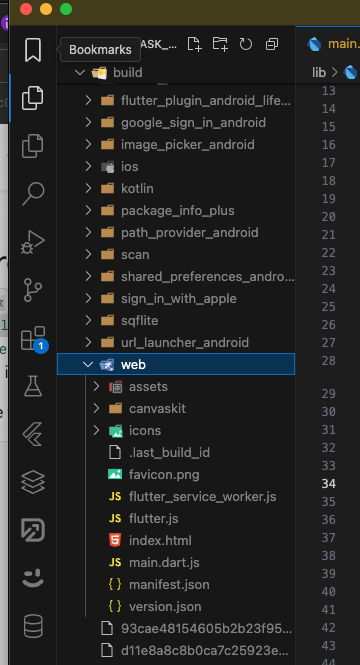 Bookmarks
ASK_...
main.
build
lib
flutter_plugin_android_life...
google_sign_in_android
image_picker_android
ios
kotlin
package_info_plus
path_provider_android
scan
shared_preferences_andro...
sign_in_with_apple
sqflite
url_launcher_android
web
assets
canvaskit
icons
.last_build_id
favicon.png
JS flutter_service_worker.js
JS flutter.js
index.html
JS main.dart.js
{ } manifest.json
{ } version.json
93cae48154605b2b23f95...
d11e8a8c8b0ca7c25923e...
1
13
14
15
16
17
18
19
20
21
22
23
24
25
26
27
28
29
30
31
32
33
34
35
36
37
38
39
40
41
42
43
44